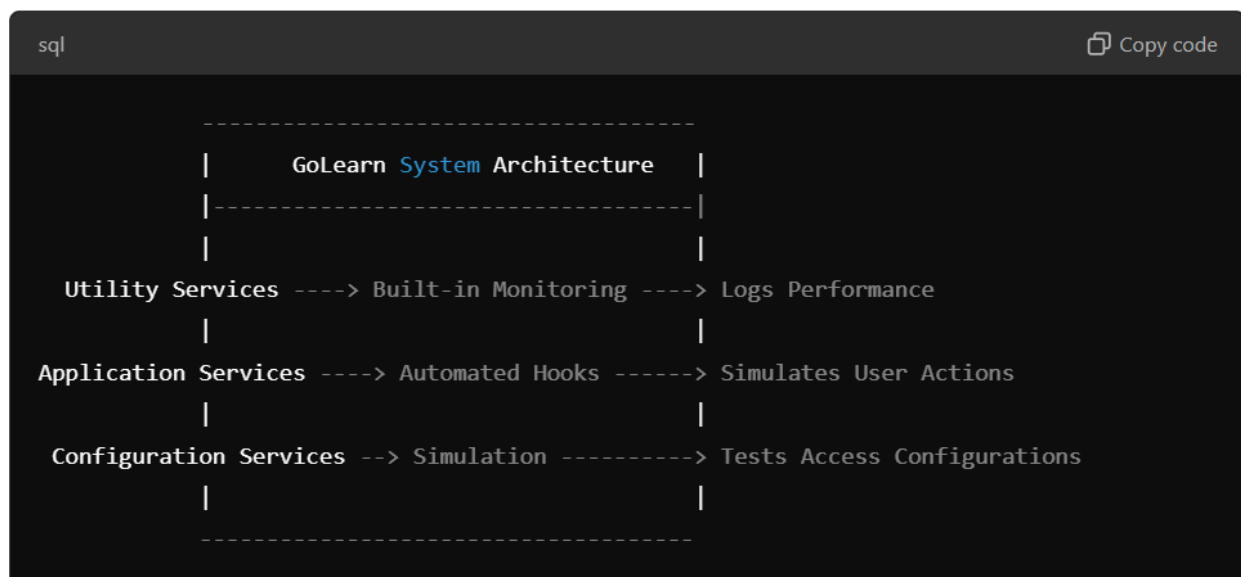 sql Copy code
-------------------------------------
| GoLearn System Architecture |
|------------------------------------|
| |
Utility Services ----> Built-in Monitoring ----> Logs Performance
| |
Application Services ----> Automated Hooks ------> Simulates User Actions
| |
Configuration Services --> Simulation ----------> Tests Access Configurations
| |
-------------------------------------